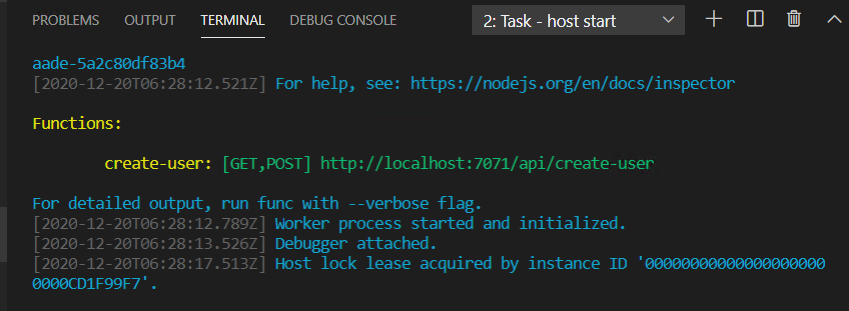 PROBLEMS OUTPUT TERMINAL DEBUG CONSOLE 2: Task - host start
aade-5a2c80df83b4
[2020-12-20T06:28:12.521Z] For help, see: https://nodejs.org/en/docs/inspector
Functions:
create-user: [GET,POST] http://localhost:7071/api/create-user
For detailed output, run func with --verbose flag.
[2020-12-20T06:28:12.789Z] Worker process started and initialized.
[2020-12-20T06:28:13.526Z] Debugger attached.
[2020-12-20T06:28:17.513Z] Host lock lease acquired by instance ID '00000000000000000000
0000CD1F99F7'.